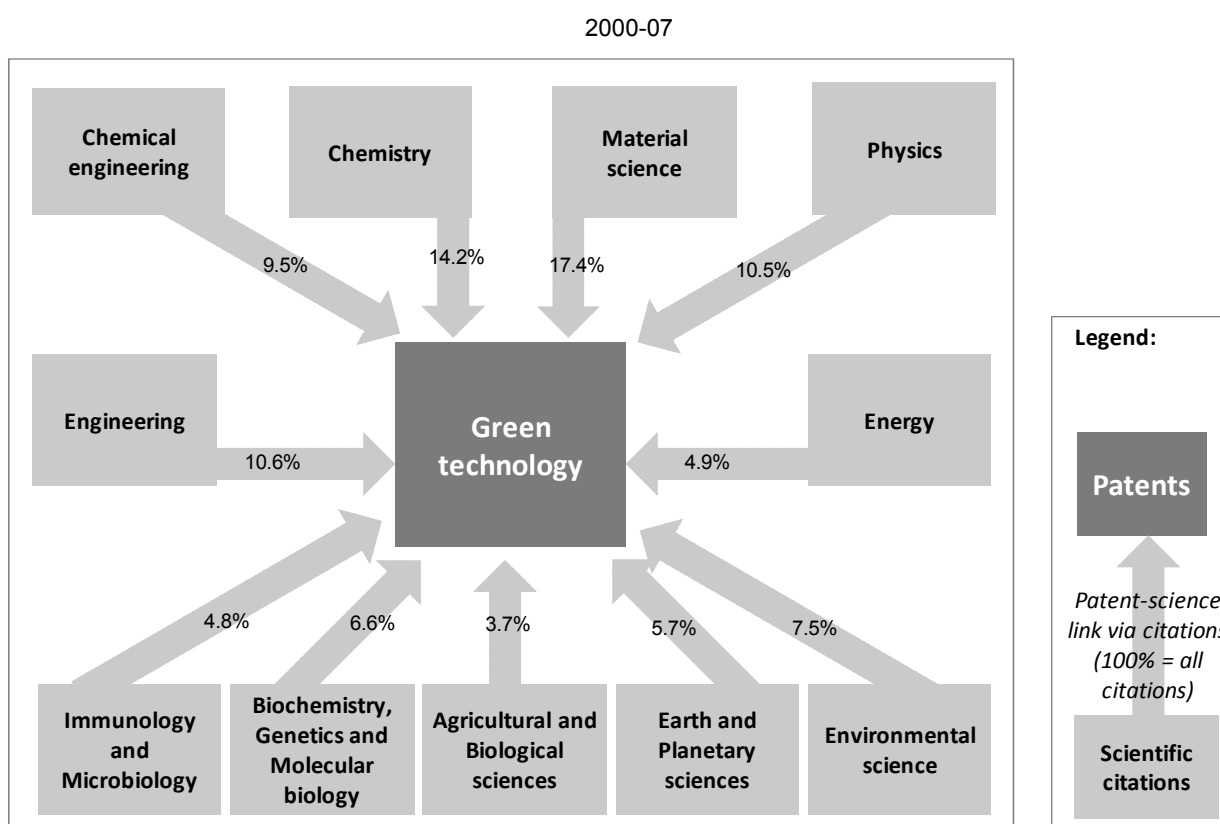 2000-07
Chemical
engineering
Chemistry
Material
science
Physics
9.5%
14.2%
17.4%
10.5%
Engineering
10.6%
Green
technology
Energy
4.9%
4.8%
6.6%
3.7%
5.7%
7.5%
Immunology
and
Microbiology
Biochemistry,
Genetics and
Molecular
biology
Agricultural and
Biological
sciences
Earth and
Planetary
sciences
Environmental
science
Legend:
Patents
Patent-science
link via citations
(100% = all
citations)
Scientific
citations